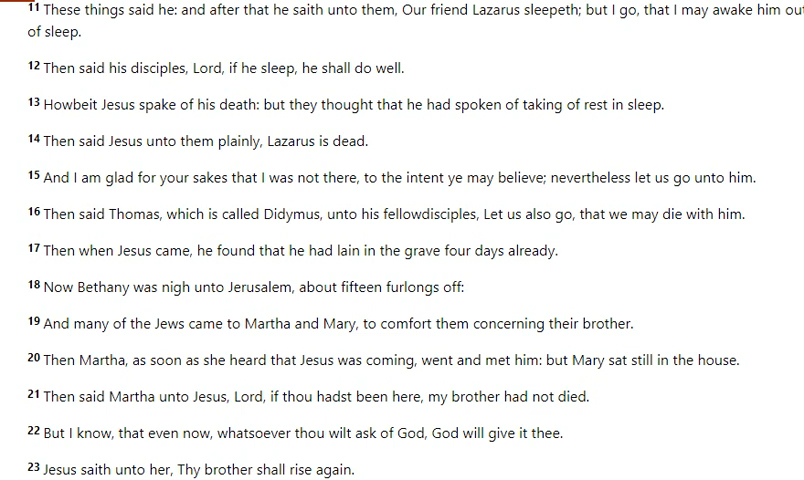 11 These things said he: and after that he saith unto them, Our friend Lazarus sleepeth; but I go, that I may awake him
of sleep.
12 Then said his disciples, Lord, if he sleep, he shall do well.
13 Howbeit Jesus spake of his death: but they thought that he had spoken of taking of rest in sleep.
14 Then said Jesus unto them plainly, Lazarus is dead.
15 And I am glad for your sakes that I was not there, to the intent ye may believe; nevertheless let us go unto him.
16 Then said Thomas, which is called Didymus, unto his fellowdisciples, Let us also go, that we may die with him.
17 Then when Jesus came, he found that he had lain in the grave four days already.
18 Now Bethany was nigh unto Jerusalem, about fifteen furlongs off:
19 And many of the Jews came to Martha and Mary, to comfort them concerning their brother.
20 Then Martha, as soon as she heard that Jesus was coming, went and met him: but Mary sat still in the house.
21 Then said Martha unto Jesus, Lord, if thou hadst been here, my brother had not died.
22 But I know, that even now, whatsoever thou wilt ask of God, God will give it thee.
23 Jesus saith unto her, Thy brother shall rise again.